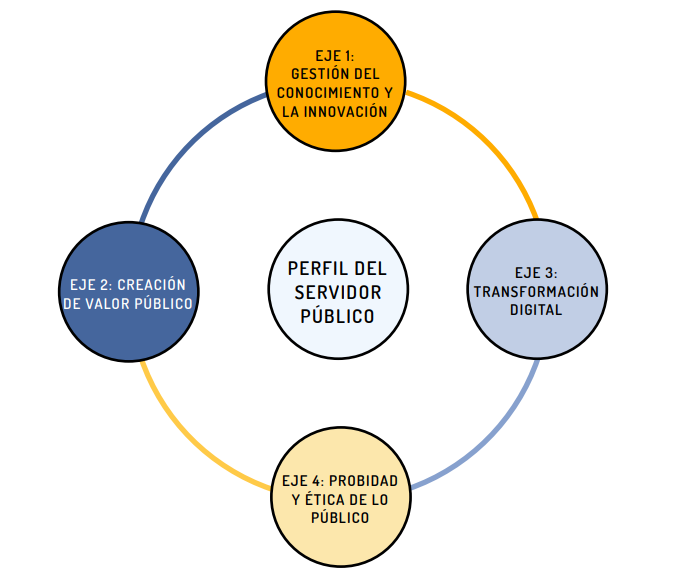 EJE 1:
GESTIÓN DEL
CONOCIMIENTO Y
LA INNOVACIÓN
EJE 2: CREACIÓN
DE VALOR PÚBLICO
PERFIL DEL
SERVIDOR
PÚBLICO
EJE 3:
TRANSFORMACIÓN
DIGITAL
EJE 4: PROBIDAD
Y ÉTICA DE LO
PÚBLICO